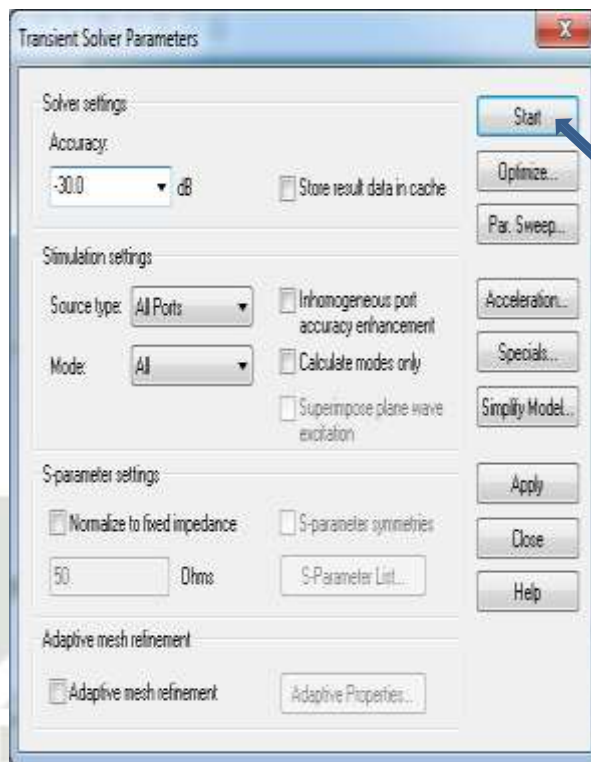 Transient Solver Parameters
X
Solver settings
Accuracy:
-30.0
dB
Store result data in cache
Stimulation settings
Source type:
All Ports
Inhomogeneous port
accuracy enhancement
Mode:
All
Calculate modes only
Superimpose plane wave
excitation
S-parameter settings
Normalize to fixed impedance
S-parameter symmetries
50
Ohms
S-Parameter List...
Adaptive mesh refinement
Adaptive mesh refinement
Adaptive Properties...
Start
Optimize...
Par. Sweep...
Acceleration...
Specials...
Simplify Model...
Apply
Close
Help